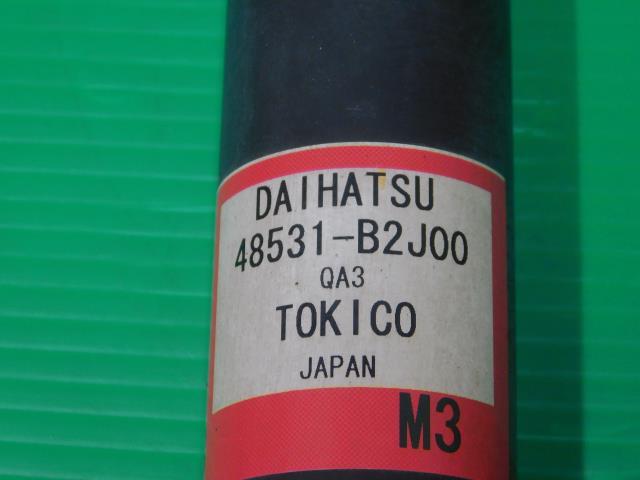 DAIHATSU
48531-B2J00
QA3
TOKICO
JAPAN
M3